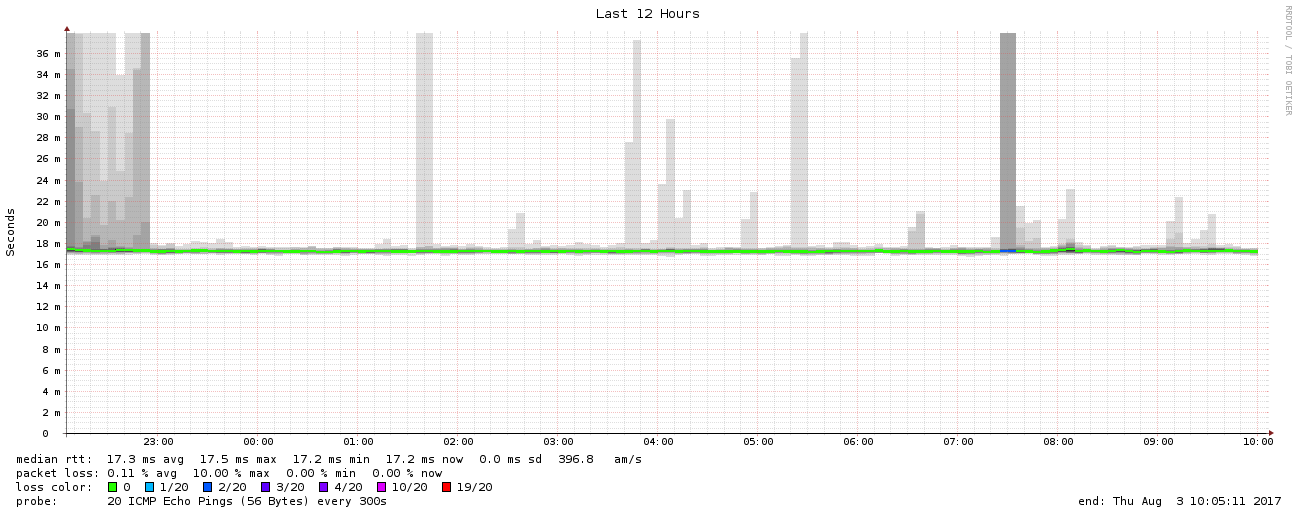 Last 12 Hours
RRDTOOL / TOBI OETIKER
Seconds
36 m
34 m
32 m
30 m
28 m
26 m
24 m
22 m
20 m
18 m
16 m
14 m
12 m
10 m
8 m
6 m
4 m
2 m
0
23:00 00:00 01:00 02:00 03:00 04:00 05:00 06:00 07:00 08:00 09:00 10:00
median rtt: 17.3 ms avg 17.5 ms max 17.2 ms min 17.2 ms now 0.0 ms sd 396.8 am/s
packet loss: 0.11 % avg 10.00 % max 0.00 % min 0.00 % now
loss color: 0 1/20 2/20 3/20 4/20 10/20 19/20
probe: 20 ICMP Echo Pings (56 Bytes) every 300s end: Thu Aug 3 10:05:11 2017